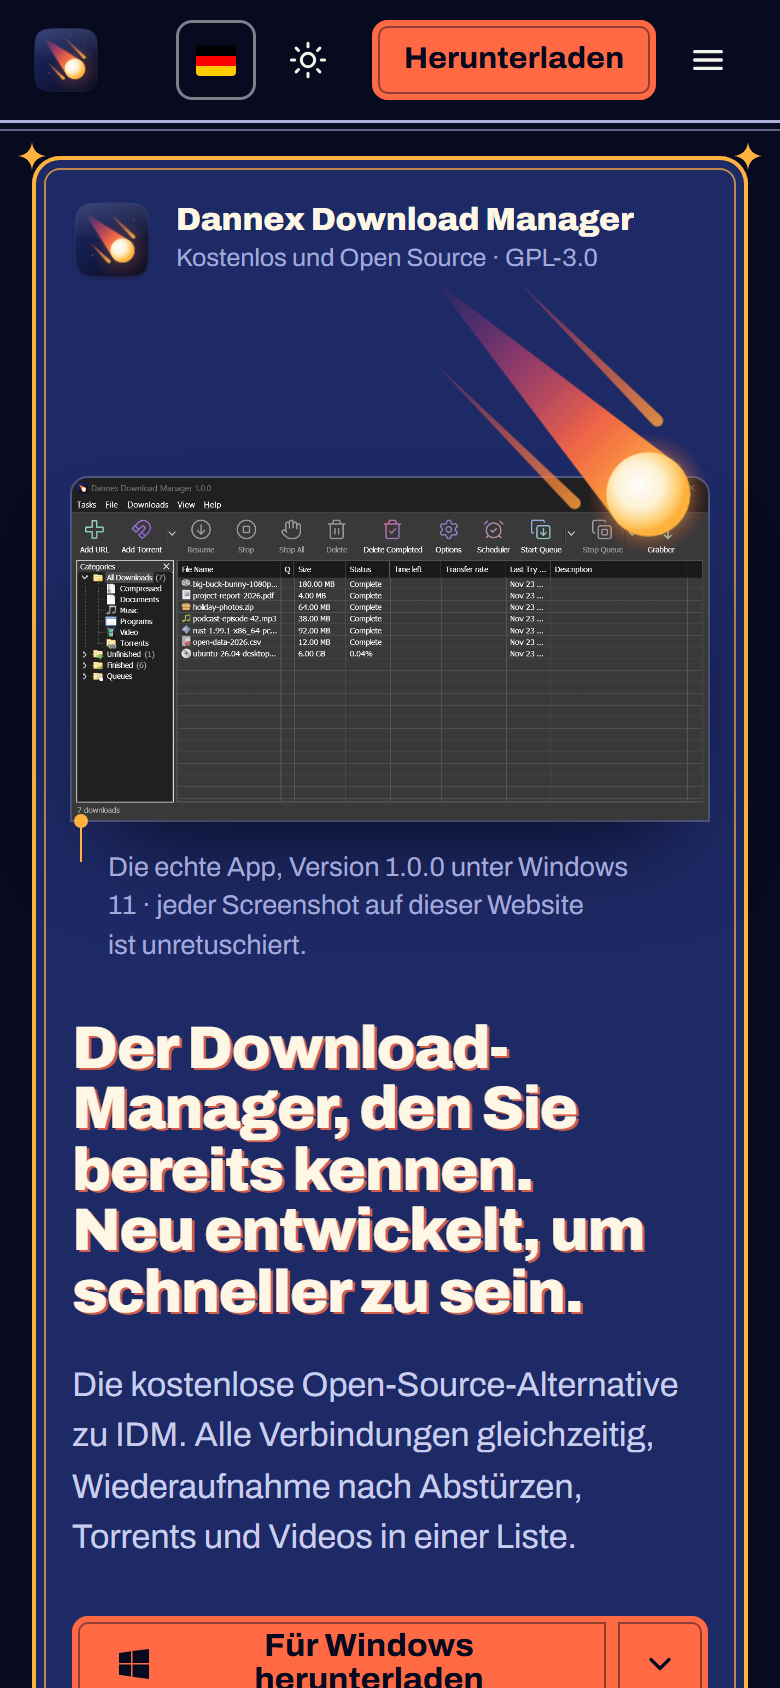 Herunterladen
Dannex Download Manager
Kostenlos und Open Source · GPL-3.0
Dannex Download Manager 1.0.0
Tasks File Downloads View Help
Add URL Add Torrent Resume Stop Stop All Delete Delete Completed Options Scheduler Start Queue Stop Queue Grabber
Categories
All Downloads (7)
Compressed
Documents
Music
Programs
Video
Torrents
Unfinished (1)
Finished (6)
Queues
File Name Q Size Status Time left Transfer rate Last Try ... Description
big-buck-bunny-1080p... 180.00 MB Complete Nov 23 ...
project-report-2026.pdf 4.00 MB Complete Nov 23 ...
holiday-photos.zip 64.00 MB Complete Nov 23 ...
podcast-episode-42.mp3 38.00 MB Complete Nov 23 ...
rust-1.99.1-x86_64-pc... 92.00 MB Complete Nov 23 ...
open-data-2026.csv 12.00 MB Complete Nov 23 ...
ubuntu-26.04-desktop... 6.00 GB 0.04% Nov 23 ...
7 downloads
Die echte App, Version 1.0.0 unter Windows
11 · jeder Screenshot auf dieser Website
ist unretuschiert.
Der Download-
Manager, den Sie
bereits kennen.
Neu entwickelt, um
schneller zu sein.
Die kostenlose Open-Source-Alternative
zu IDM. Alle Verbindungen gleichzeitig,
Wiederaufnahme nach Abstürzen,
Torrents und Videos in einer Liste.
Für Windows
herunterladen